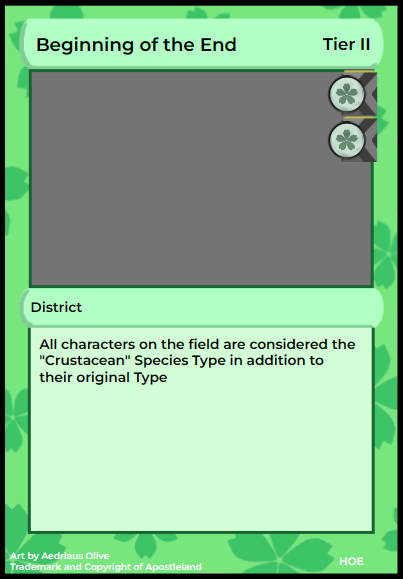 Beginning of the End
Tier II
District
All characters on the field are considered the
"Crustacean" Species Type in addition to
their original Type
Art by Aedriaus Olive
Trademark and Copyright of Apostleland
HOE